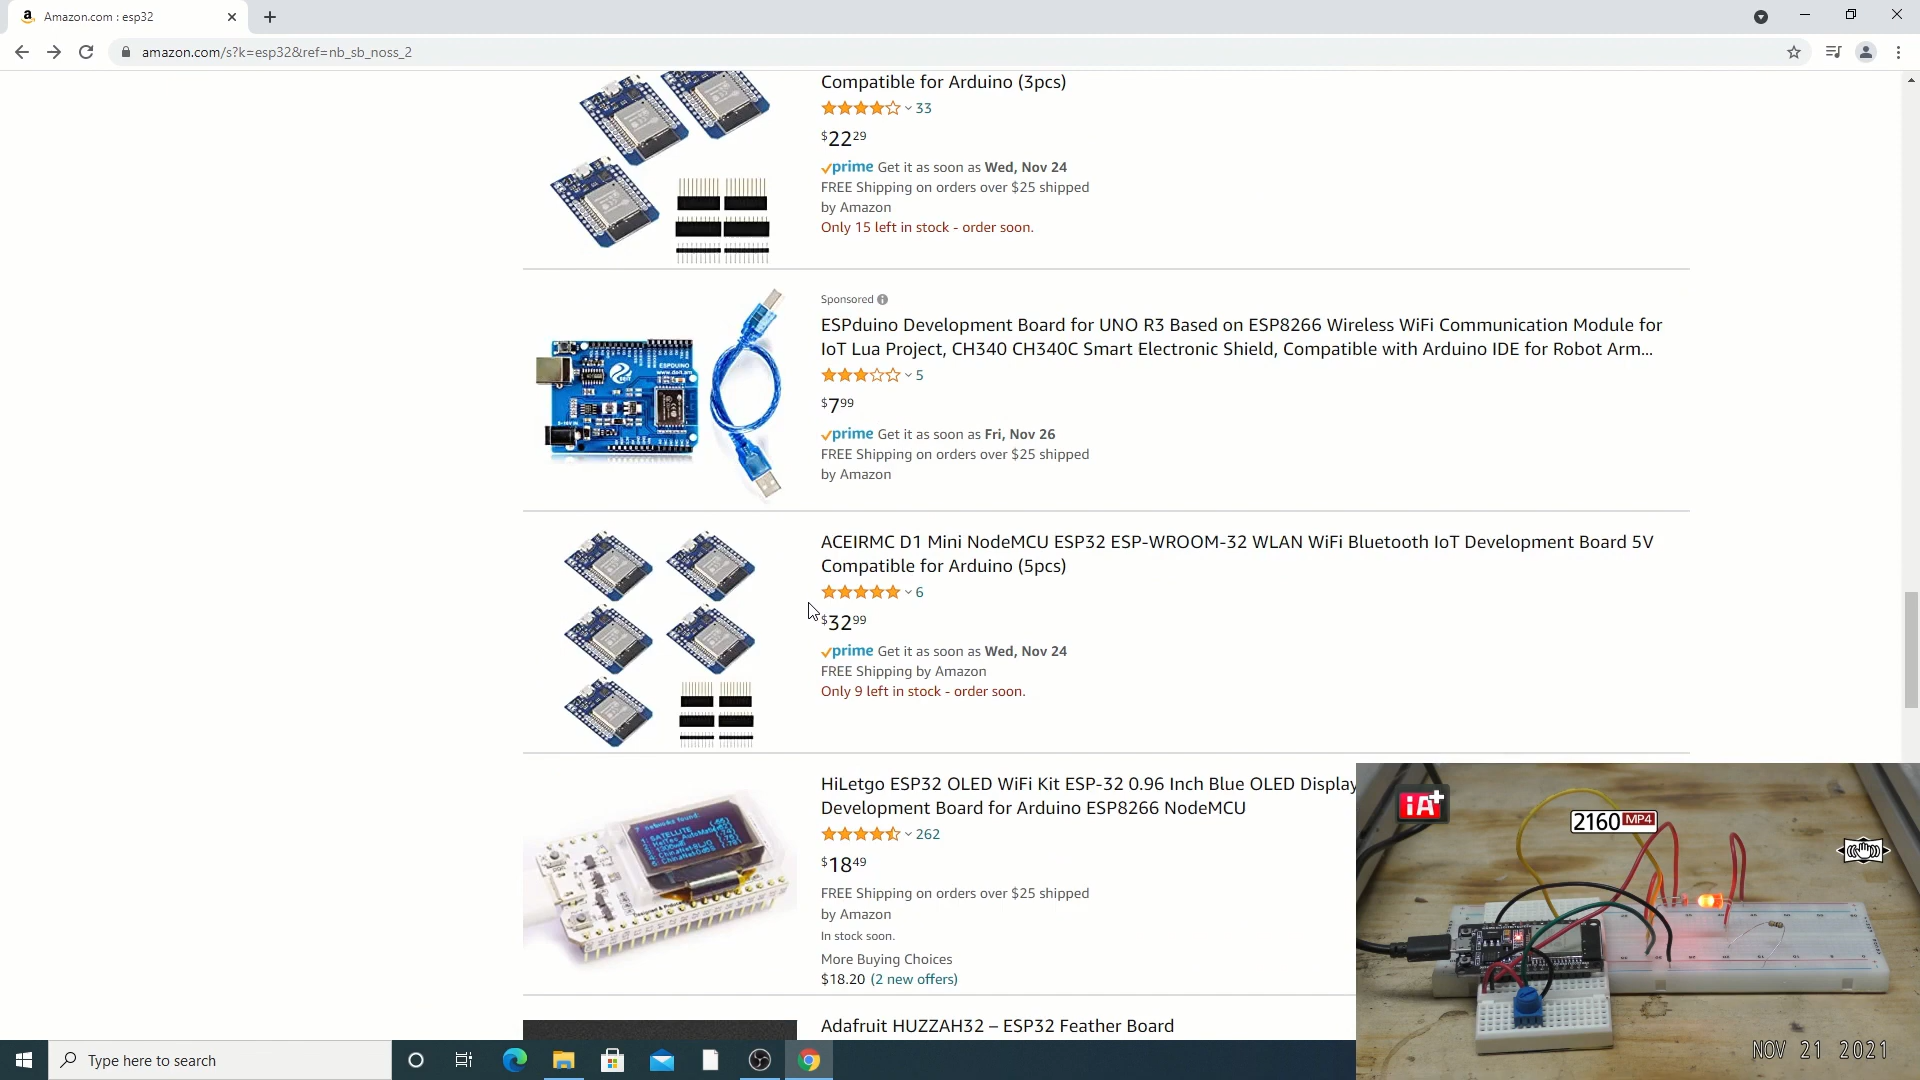 Amazon.com : esp32
amazon.com/s?k=esp32&ref=nb_sb_noss_2
Compatible for Arduino (3pcs)
33
$22 29
prime Get it as soon as Wed, Nov 24
FREE Shipping on orders over $25 shipped
by Amazon
Only 15 left in stock - order soon.
Sponsored
ESPduino Development Board for UNO R3 Based on ESP8266 Wireless WiFi Communication Module for
IoT Lua Project, CH340 CH340C Smart Electronic Shield, Compatible with Arduino IDE for Robot Arm...
5
$7 99
prime Get it as soon as Fri, Nov 26
FREE Shipping on orders over $25 shipped
by Amazon
ESPDUINO
ACEIRMC D1 Mini NodeMCU ESP32 ESP-WROOM-32 WLAN WiFi Bluetooth IoT Development Board 5V
Compatible for Arduino (5pcs)
6
$32 99
prime Get it as soon as Wed, Nov 24
FREE Shipping by Amazon
Only 9 left in stock - order soon.
HiLetgo ESP32 OLED WiFi Kit ESP-32 0.96 Inch Blue OLED Display
Development Board for Arduino ESP8266 NodeMCU
262
$18 49
FREE Shipping on orders over $25 shipped
by Amazon
In stock soon.
More Buying Choices
$18.20 (2 new offers)
Adafruit HUZZAH32 – ESP32 Feather Board
iA+
2160 MP4
NOV 21 2021
Type here to search